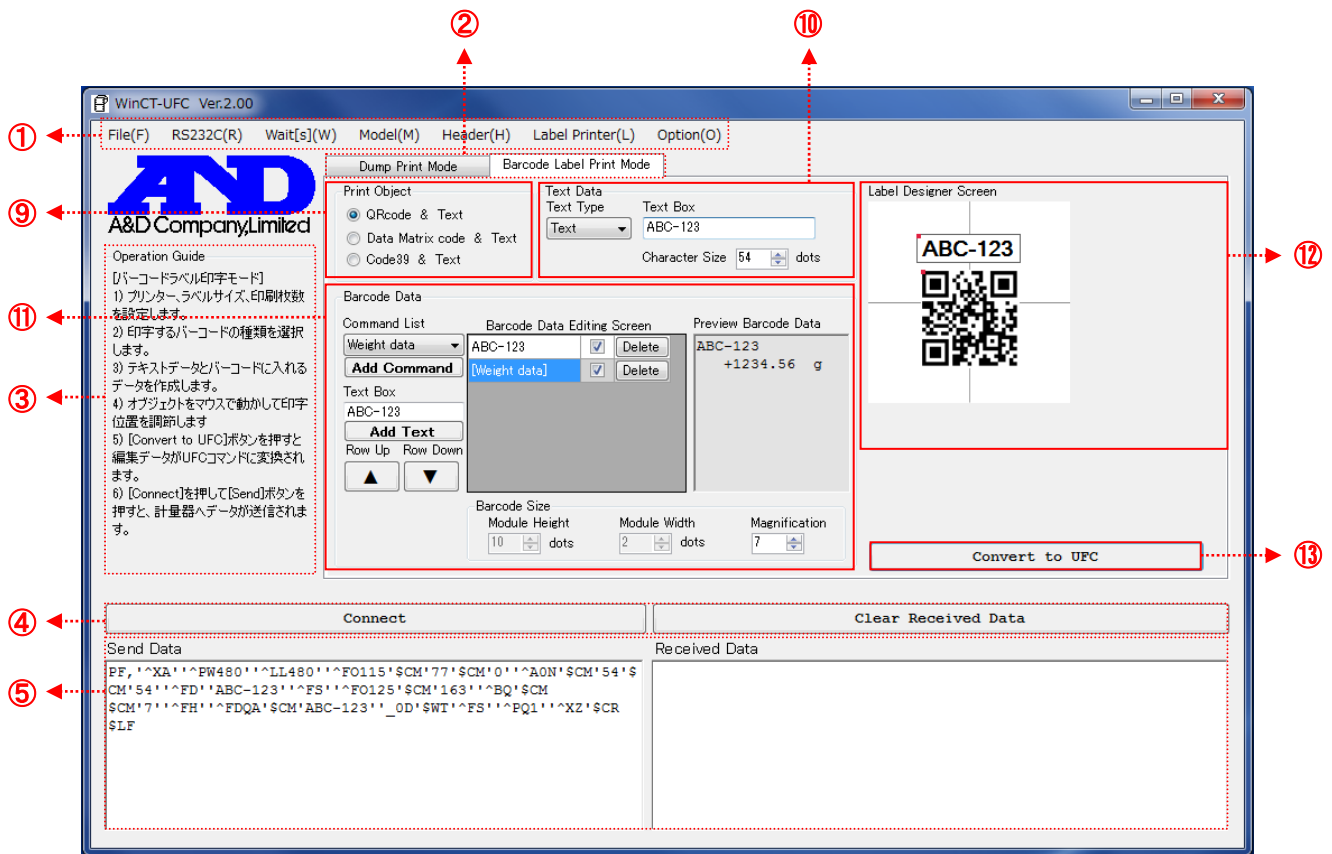 ② ⑩
WinCT-UFC Ver.2.00
① File(F) RS232C(R) Wait[s](W) Model(M) Header(H) Label Printer(L) Option(O)
AND
A&D Company,Limited
Dump Print Mode Barcode Label Print Mode
⑨ Print Object
QRcode & Text
Data Matrix code & Text
Code39 & Text
Text Data
Text Type Text Box
Text ABC-123
Character Size 54 dots
Label Designer Screen
ABC-123
⑫
③ Operation Guide
[バーコードラベル印字モード]
1) プリンター、ラベルサイズ、印刷枚数
を設定します。
2) 印字するバーコードの種類を選択
します。
3) テキストデータとバーコードに入れる
データを作成します。
4) オブジェクトをマウスで動かして印字
位置を調節します
5) [Convert to UFC]ボタンを押すと
編集データがUFCコマンドに変換され
ます。
6) [Connect]を押して[Send]ボタンを
押すと、計量器へデータが送信されま
す。
⑪ Barcode Data
Command List Barcode Data Editing Screen Preview Barcode Data
Weight data ABC-123 Delete ABC-123
Add Command [Weight data] Delete +1234.56 g
Text Box
ABC-123
Add Text
Row Up Row Down
▲ ▼
Barcode Size
Module Height Module Width Magnification
10 dots 2 dots 7
Convert to UFC ⑬
④ Connect Clear Received Data
⑤ Send Data Received Data
PF,'^XA''^PW480''^LL480''^FO115'$CM'77'$CM'0''^A0N'$CM'54'$
CM'54''^FD''ABC-123''^FS''^FO125'$CM'163''^BQ'$CM
$CM'7''^FH''^FDQA'$CM'ABC-123''_0D'$WT'^FS''^PQ1''^XZ'$CR
$LF